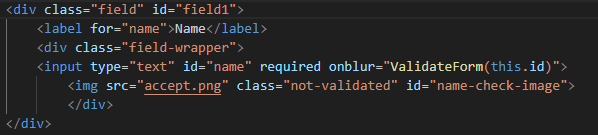 <div class="field" id="field1">
<label for="name">Name</label>
<div class="field-wrapper">
<input type="text" id="name" required onblur="ValidateForm(this.id)">
<img src="accept.png" class="not-validated" id="name-check-image">
</div>
</div>